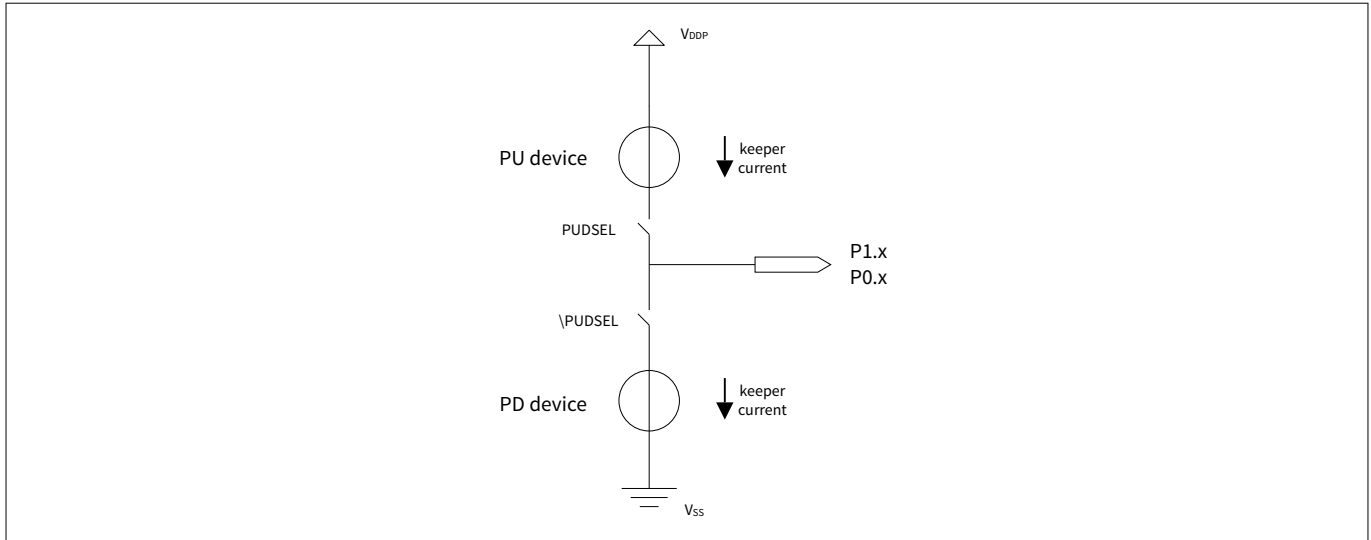 VDDP
PU device
keeper
current
PUDSEL
P1.x
P0.x
\PUDSEL
PD device
keeper
current
VSS